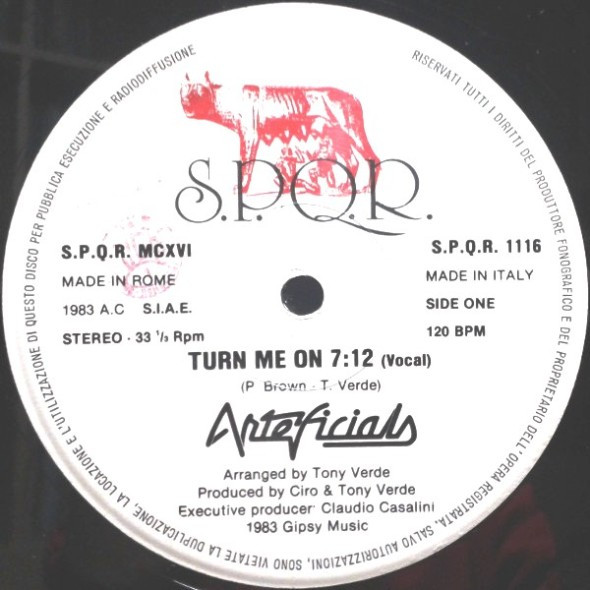 S.P.Q.R.
S.P.Q.R. MCXVI
MADE IN ROME
1983 A.C S.I.A.E.
STEREO · 33 ⅓ Rpm
S.P.Q.R. 1116
MADE IN ITALY
SIDE ONE
120 BPM
TURN ME ON 7:12 (Vocal)
(P. Brown - T. Verde)
Arteficials
Arranged by Tony Verde
Produced by Ciro & Tony Verde
Executive producer Claudio Casalini
1983 Gipsy Music
RISERVATI TUTTI I DIRITTI DEL PRODUTTORE FONOGRAFICO E DEL PROPRIETARIO DELL'OPERA REGISTRATA. SALVO AUTORIZZAZIONI, SONO VIETATE LA DUPLICAZIONE, LA LOCAZIONE E L'UTILIZZAZIONE DI QUESTO DISCO PER PUBBLICA ESECUZIONE E RADIODIFFUSIONE